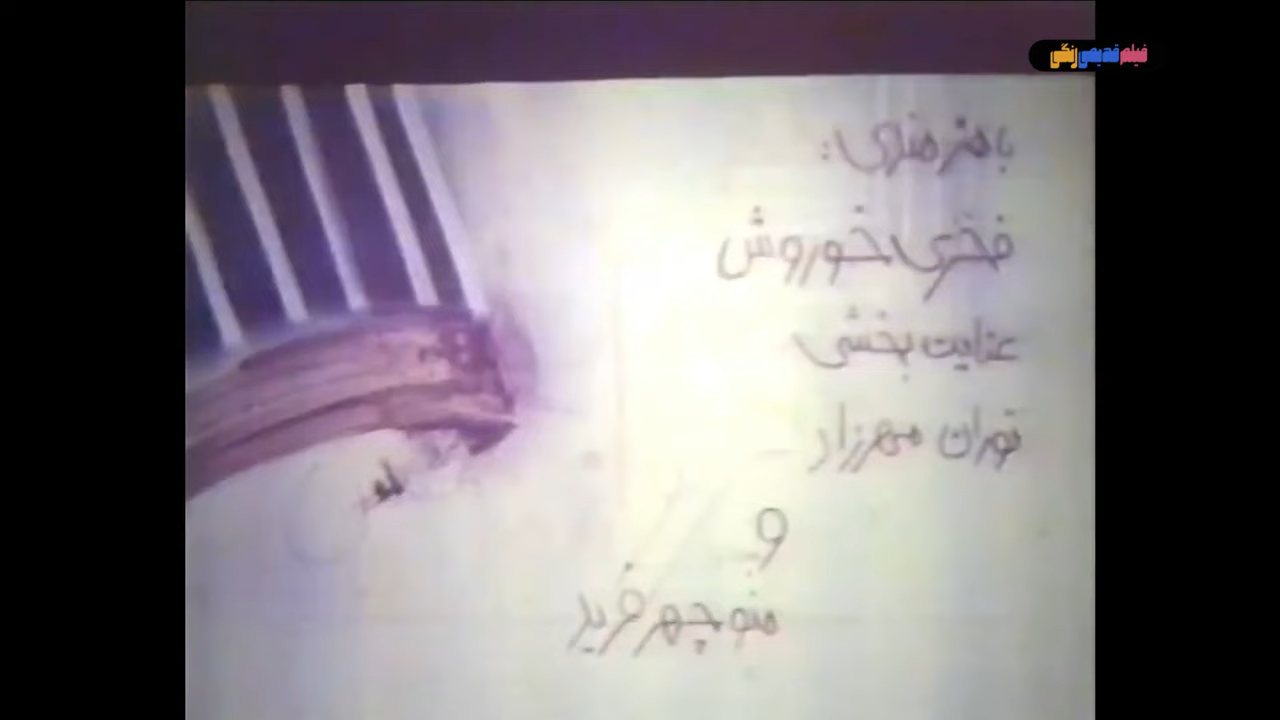 فیلم قدیمی رنگی
با هنرمندی:
فخری خوروش
عنایت بخشی
توران مهرزاد
و
منوچهر فرید